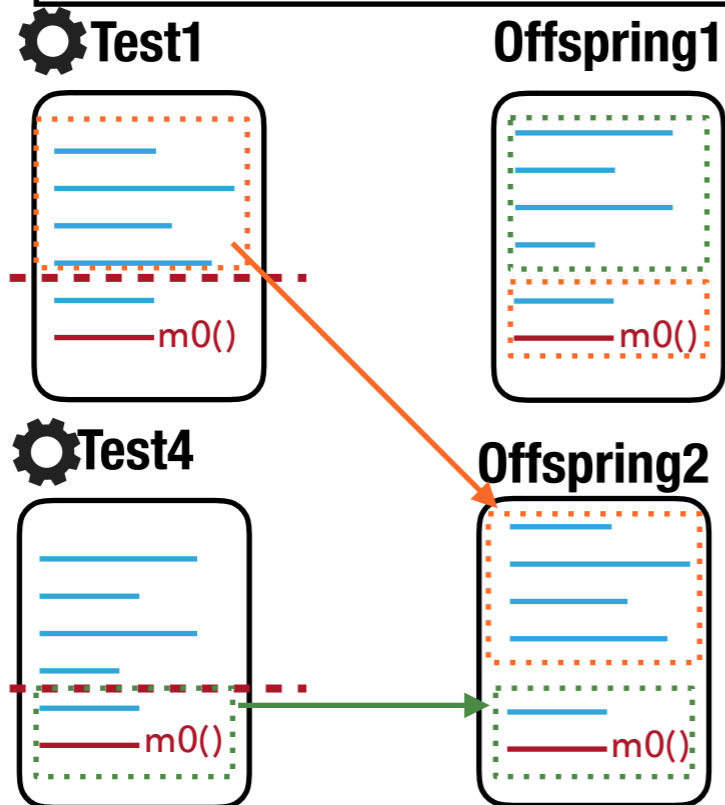 Test1
Offspring1
m0()
m0()
Test4
Offspring2
m0()
m0()